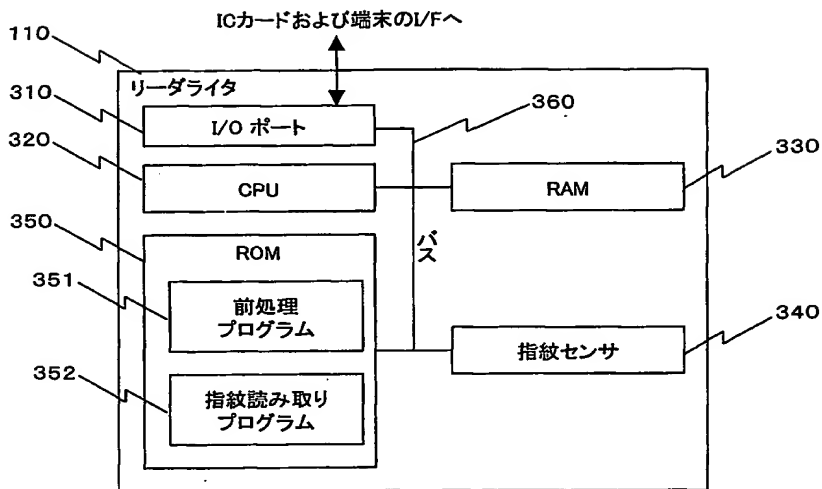 ICカードおよび端末のI/Fへ
110
リーダライタ
310
I/O ポート
360
320
CPU
RAM
330
350
ROM
バス
351
前処理
プログラム
指紋センサ
340
352
指紋読み取り
プログラム